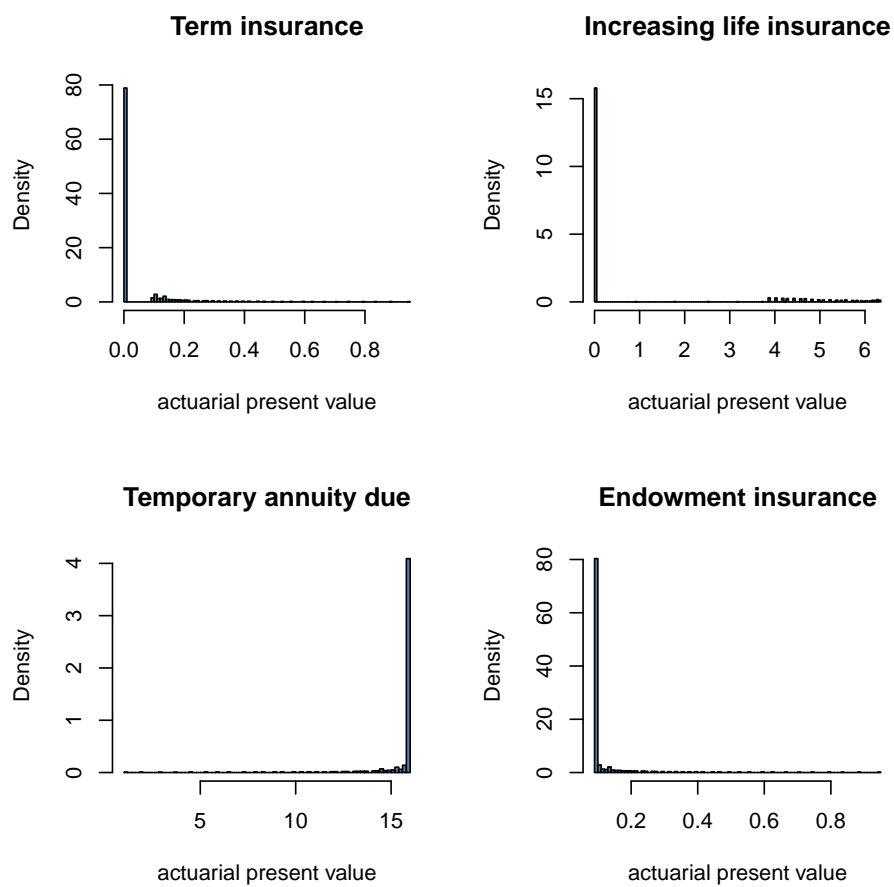 Term insurance
Density
0 20 40 60 80
0.0 0.2 0.4 0.6 0.8
actuarial present value
Increasing life insurance
Density
0 5 10 15
0 1 2 3 4 5 6
actuarial present value
Temporary annuity due
Density
0 1 2 3 4
5 10 15
actuarial present value
Endowment insurance
Density
0 20 40 60 80
0.2 0.4 0.6 0.8
actuarial present value